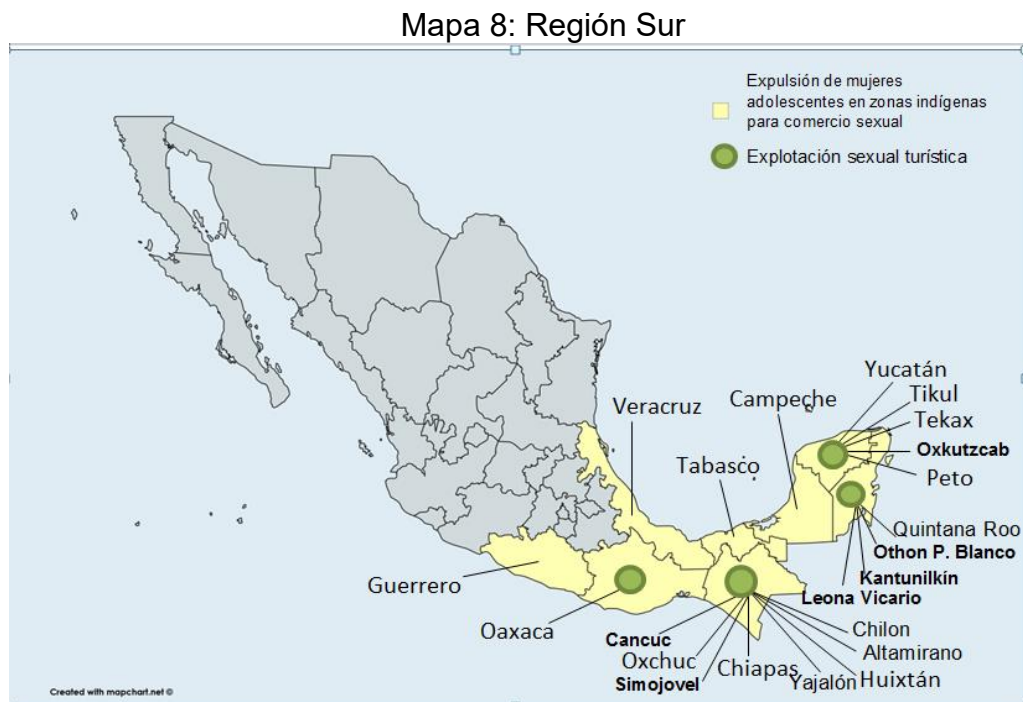 Mapa 8: Región Sur
Expulsión de mujeres
adolescentes en zonas indígenas
para comercio sexual
Explotación sexual turística
Yucatán
Tikul
Tekax
Oxkutzcab
Peto
Campeche
Veracruz
Tabasco
Quintana Roo
Othon P. Blanco
Kantunilkín
Leona Vicario
Guerrero
Oaxaca
Cancuc
Oxchuc
Simojovel
Chiapas
Yajalón
Huixtán
Altamirano
Chilon
Created with mapchart.net ©